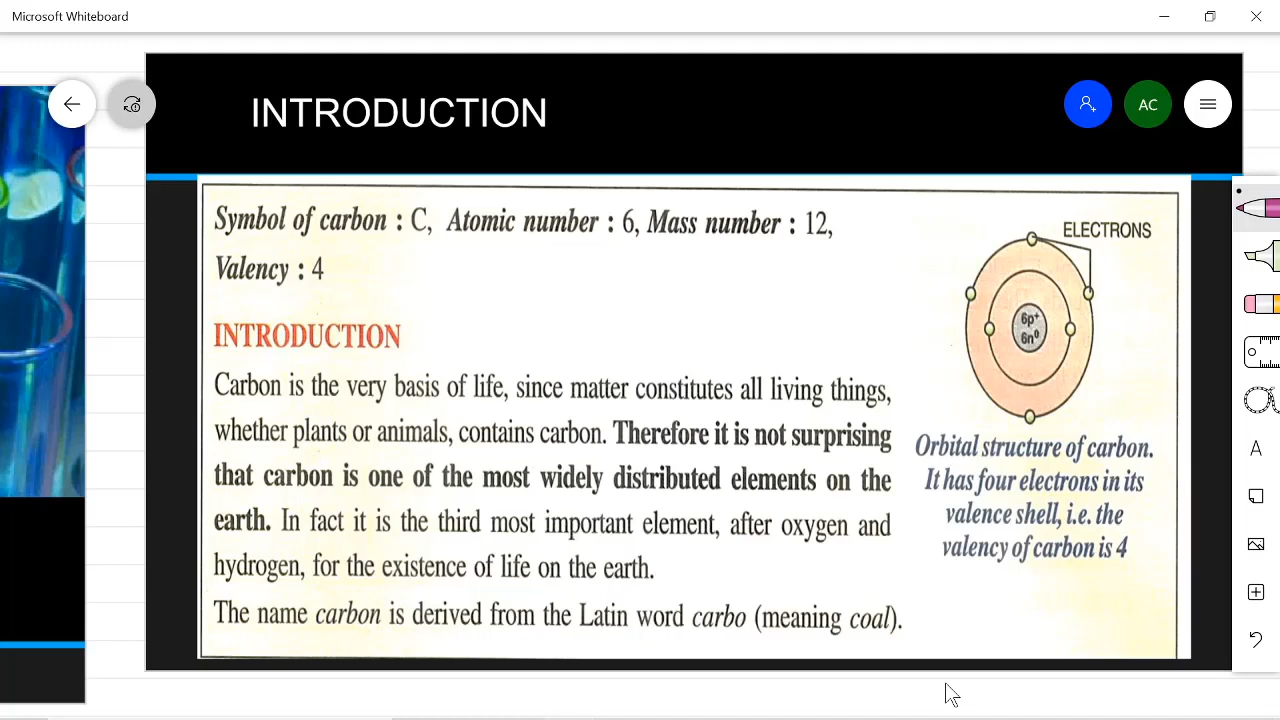 Microsoft Whiteboard
INTRODUCTION
AC
Symbol of carbon : C, Atomic number : 6, Mass number : 12,
Valency : 4
INTRODUCTION
Carbon is the very basis of life, since matter constitutes all living things,
whether plants or animals, contains carbon. Therefore it is not surprising
that carbon is one of the most widely distributed elements on the
earth. In fact it is the third most important element, after oxygen and
hydrogen, for the existence of life on the earth.
The name carbon is derived from the Latin word carbo (meaning coal).
ELECTRONS
6p⁺
6n⁰
Orbital structure of carbon.
It has four electrons in its
valence shell, i.e. the
valency of carbon is 4
A